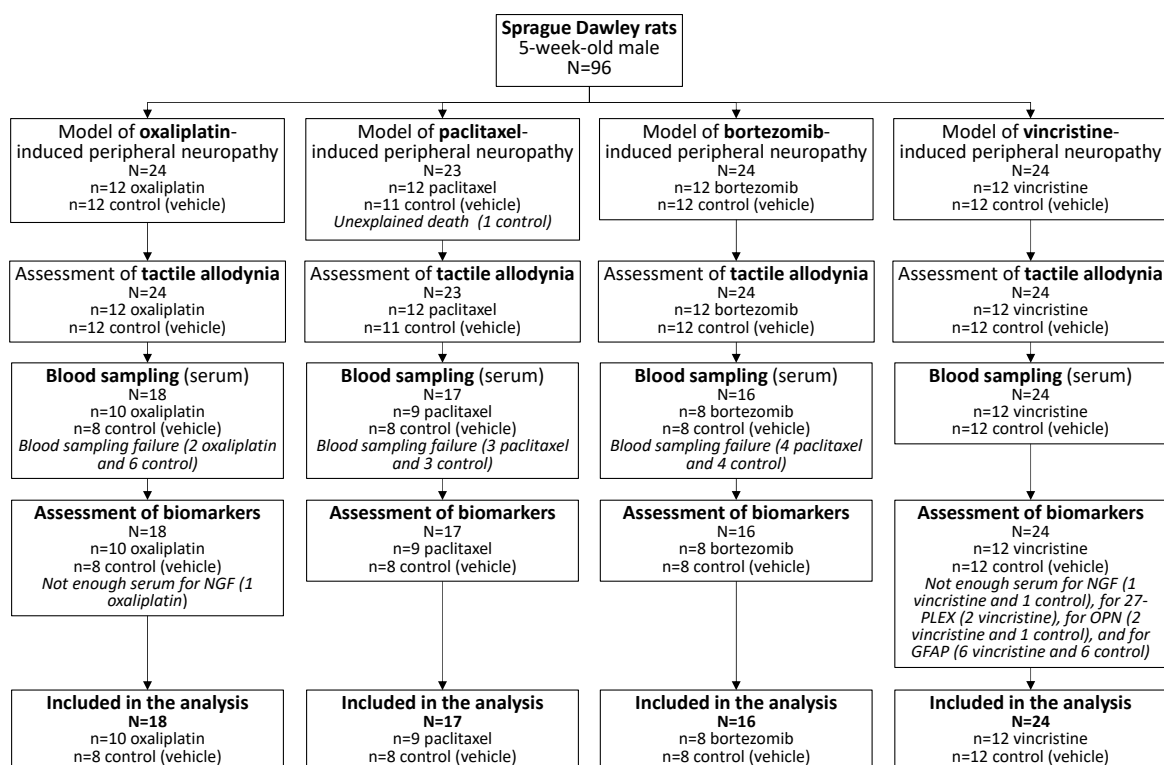 Sprague Dawley rats
5-week-old male
N=96
Model of oxaliplatin-
induced peripheral neuropathy
N=24
n=12 oxaliplatin
n=12 control (vehicle)
Model of paclitaxel-
induced peripheral neuropathy
N=23
n=12 paclitaxel
n=11 control (vehicle)
Unexplained death (1 control)
Model of bortezomib-
induced peripheral neuropathy
N=24
n=12 bortezomib
n=12 control (vehicle)
Model of vincristine-
induced peripheral neuropathy
N=24
n=12 vincristine
n=12 control (vehicle)
Assessment of tactile allodynia
N=24
n=12 oxaliplatin
n=12 control (vehicle)
Assessment of tactile allodynia
N=23
n=12 paclitaxel
n=11 control (vehicle)
Assessment of tactile allodynia
N=24
n=12 bortezomib
n=12 control (vehicle)
Assessment of tactile allodynia
N=24
n=12 vincristine
n=12 control (vehicle)
Blood sampling (serum)
N=18
n=10 oxaliplatin
n=8 control (vehicle)
Blood sampling failure (2 oxaliplatin
and 6 control)
Blood sampling (serum)
N=17
n=9 paclitaxel
n=8 control (vehicle)
Blood sampling failure (3 paclitaxel
and 3 control)
Blood sampling (serum)
N=16
n=8 bortezomib
n=8 control (vehicle)
Blood sampling failure (4 paclitaxel
and 4 control)
Blood sampling (serum)
N=24
n=12 vincristine
n=12 control (vehicle)
Assessment of biomarkers
N=18
n=10 oxaliplatin
n=8 control (vehicle)
Not enough serum for NGF (1
oxaliplatin)
Assessment of biomarkers
N=17
n=9 paclitaxel
n=8 control (vehicle)
Assessment of biomarkers
N=16
n=8 bortezomib
n=8 control (vehicle)
Assessment of biomarkers
N=24
n=12 vincristine
n=12 control (vehicle)
Not enough serum for NGF (1
vincristine and 1 control), for 27-
PLEX (2 vincristine), for OPN (2
vincristine and 1 control), and for
GFAP (6 vincristine and 6 control)
Included in the analysis
N=18
n=10 oxaliplatin
n=8 control (vehicle)
Included in the analysis
N=17
n=9 paclitaxel
n=8 control (vehicle)
Included in the analysis
N=16
n=8 bortezomib
n=8 control (vehicle)
Included in the analysis
N=24
n=12 vincristine
n=12 control (vehicle)